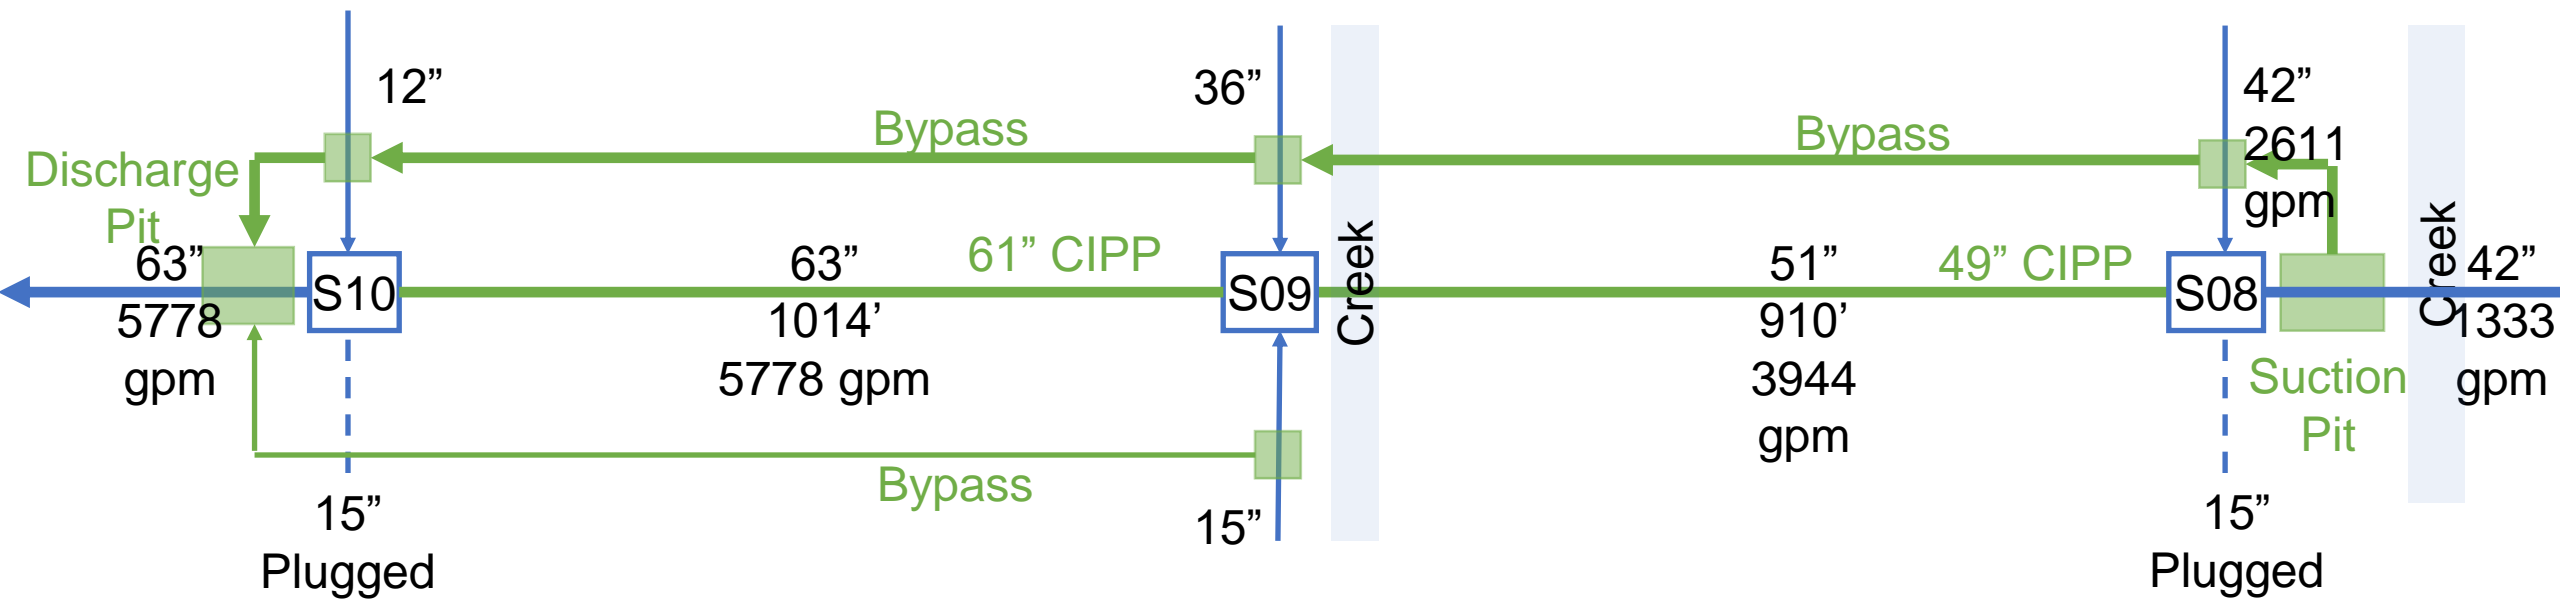 12”
36”
42”
2611
gpm
Bypass
Bypass
Discharge
Pit
63”
5778
gpm
S10
63”
1014’
5778 gpm
61” CIPP
S09
Creek
51”
910’
3944
gpm
49” CIPP
S08
Creek
42”
1333
gpm
Suction
Pit
Bypass
15”
Plugged
15”
15”
Plugged